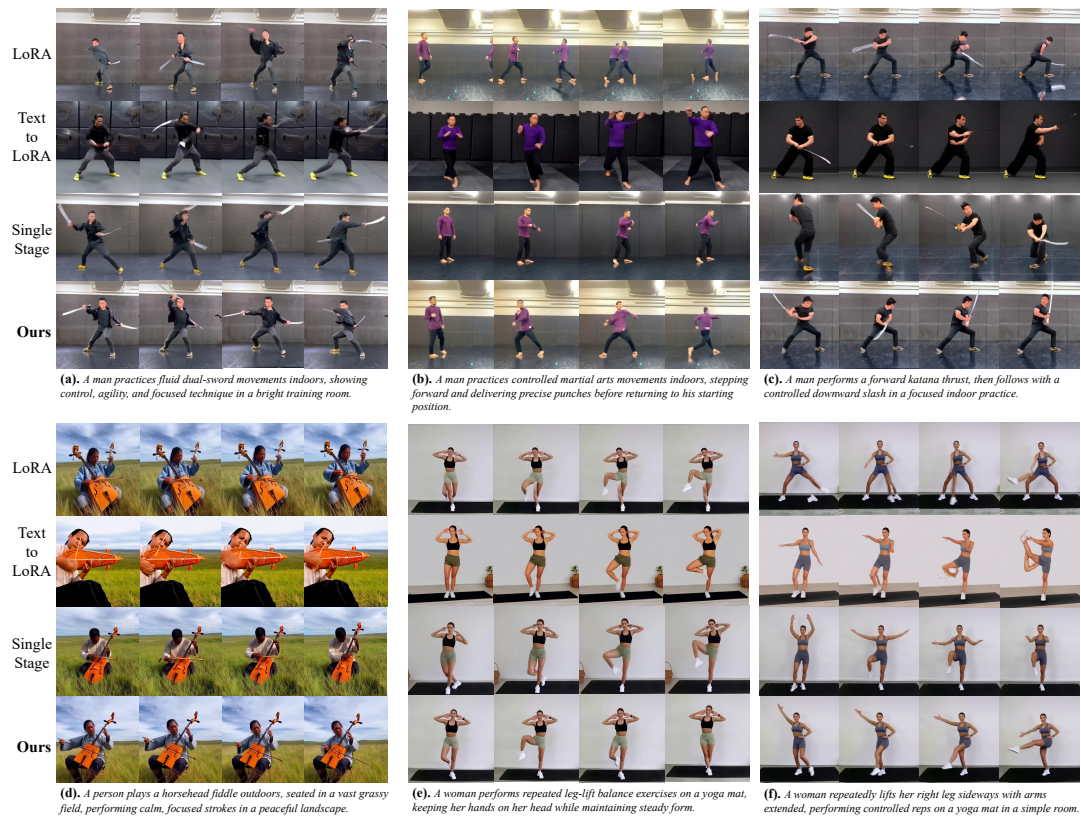 LoRA
Text
to
LoRA
Single
Stage
Ours
(a). A man practices fluid dual-sword movements indoors, showing
control, agility, and focused technique in a bright training room.
(b). A man practices controlled martial arts movements indoors, stepping
forward and delivering precise punches before returning to his starting
position.
(c). A man performs a forward katana thrust, then follows with a
controlled downward slash in a focused indoor practice.
LoRA
Text
to
LoRA
Single
Stage
Ours
(d). A person plays a horsehead fiddle outdoors, seated in a vast grassy
field, performing calm, focused strokes in a peaceful landscape.
(e). A woman performs repeated leg-lift balance exercises on a yoga mat,
keeping her hands on her head while maintaining steady form.
(f). A woman repeatedly lifts her right leg sideways with arms
extended, performing controlled reps on a yoga mat in a simple room.